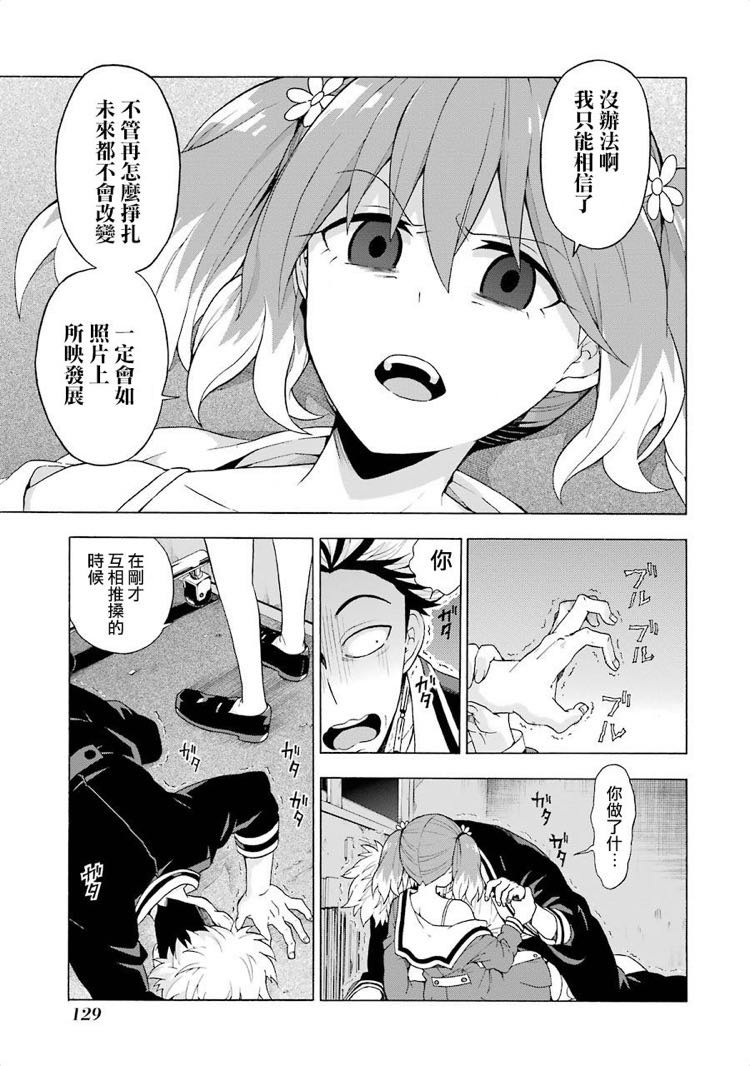 沒辦法啊
我只能相信了
不管再怎麼掙扎
未來都不會改變
一定會如
照片上
所映發展
ブル
ブル
ブル
你
ガタ
ガタ
你做了什…
ガタ
ガタ
在剛才
互相推搡的
時候
ガタ
ガタ
ガタ
ガタ
129